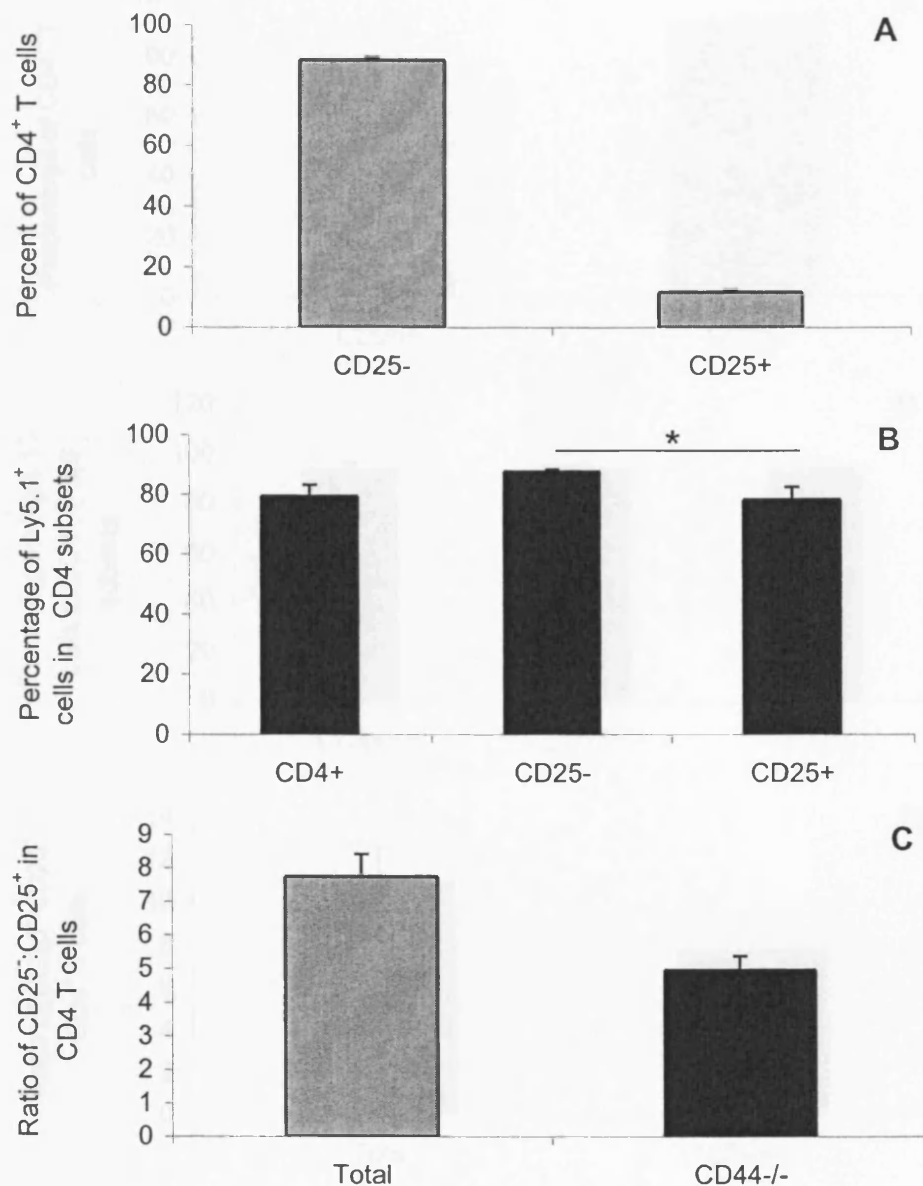 A
Percent of CD4⁺ T cells
100
80
60
40
20
0
CD25-
CD25+
B
Percentage of Ly5.1⁺
cells in CD4 subsets
100
80
60
40
20
0
*
CD4+
CD25-
CD25+
C
Ratio of CD25⁻:CD25⁺ in
CD4 T cells
9
8
7
6
5
4
3
2
1
0
Total
CD44-/-